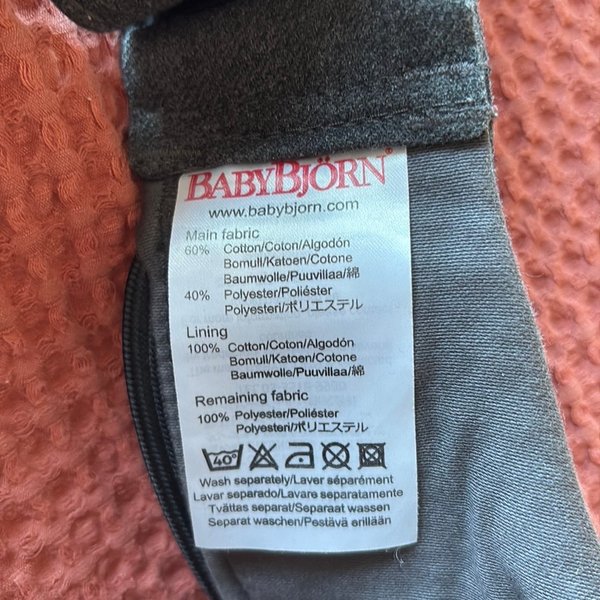 BABYBJÖRN®
www.babybjorn.com
Main fabric
60% Cotton/Coton/Algodón
Bomull/Katoen/Cotone
Baumwolle/Puuvillaa/綿
40% Polyester/Poliéster
Polyesteri/ポリエステル
Lining
100% Cotton/Coton/Algodón
Bomull/Katoen/Cotone
Baumwolle/Puuvillaa/綿
Remaining fabric
100% Polyester/Poliéster
Polyesteri/ポリエステル
40°
Wash separately/Laver séparément
Lavar separado/Lavare separatamente
Tvättas separat/Separaat wassen
Separat waschen/Pestävä erillään